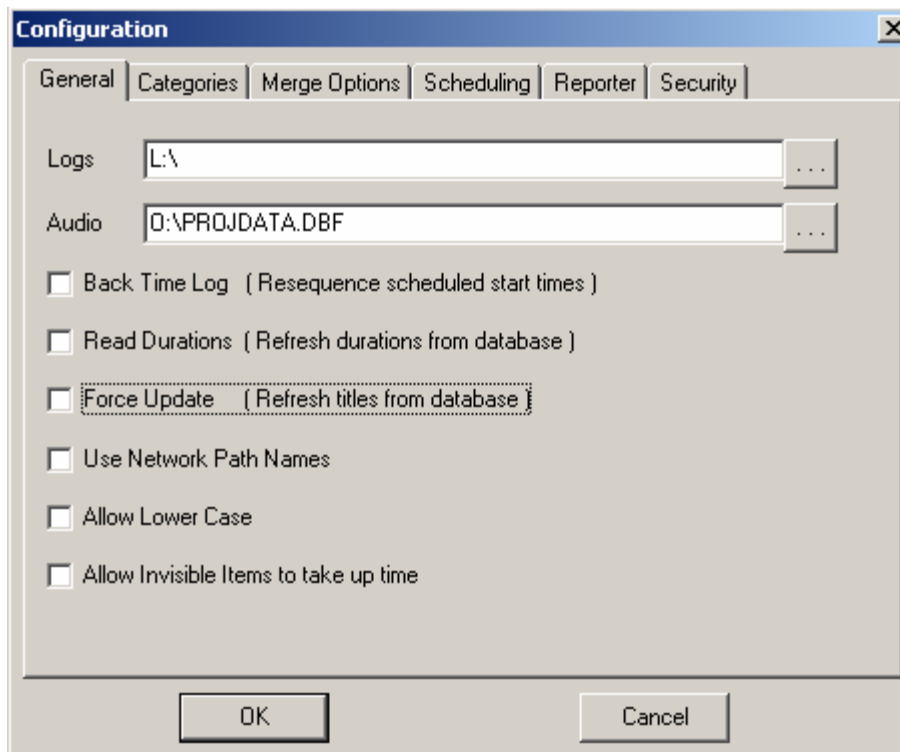 Configuration
General Categories Merge Options Scheduling Reporter Security
Logs L:\ ...
Audio O:\PROJDATA.DBF ...
Back Time Log ( Resequence scheduled start times )
Read Durations ( Refresh durations from database )
Force Update ( Refresh titles from database )
Use Network Path Names
Allow Lower Case
Allow Invisible Items to take up time
OK Cancel